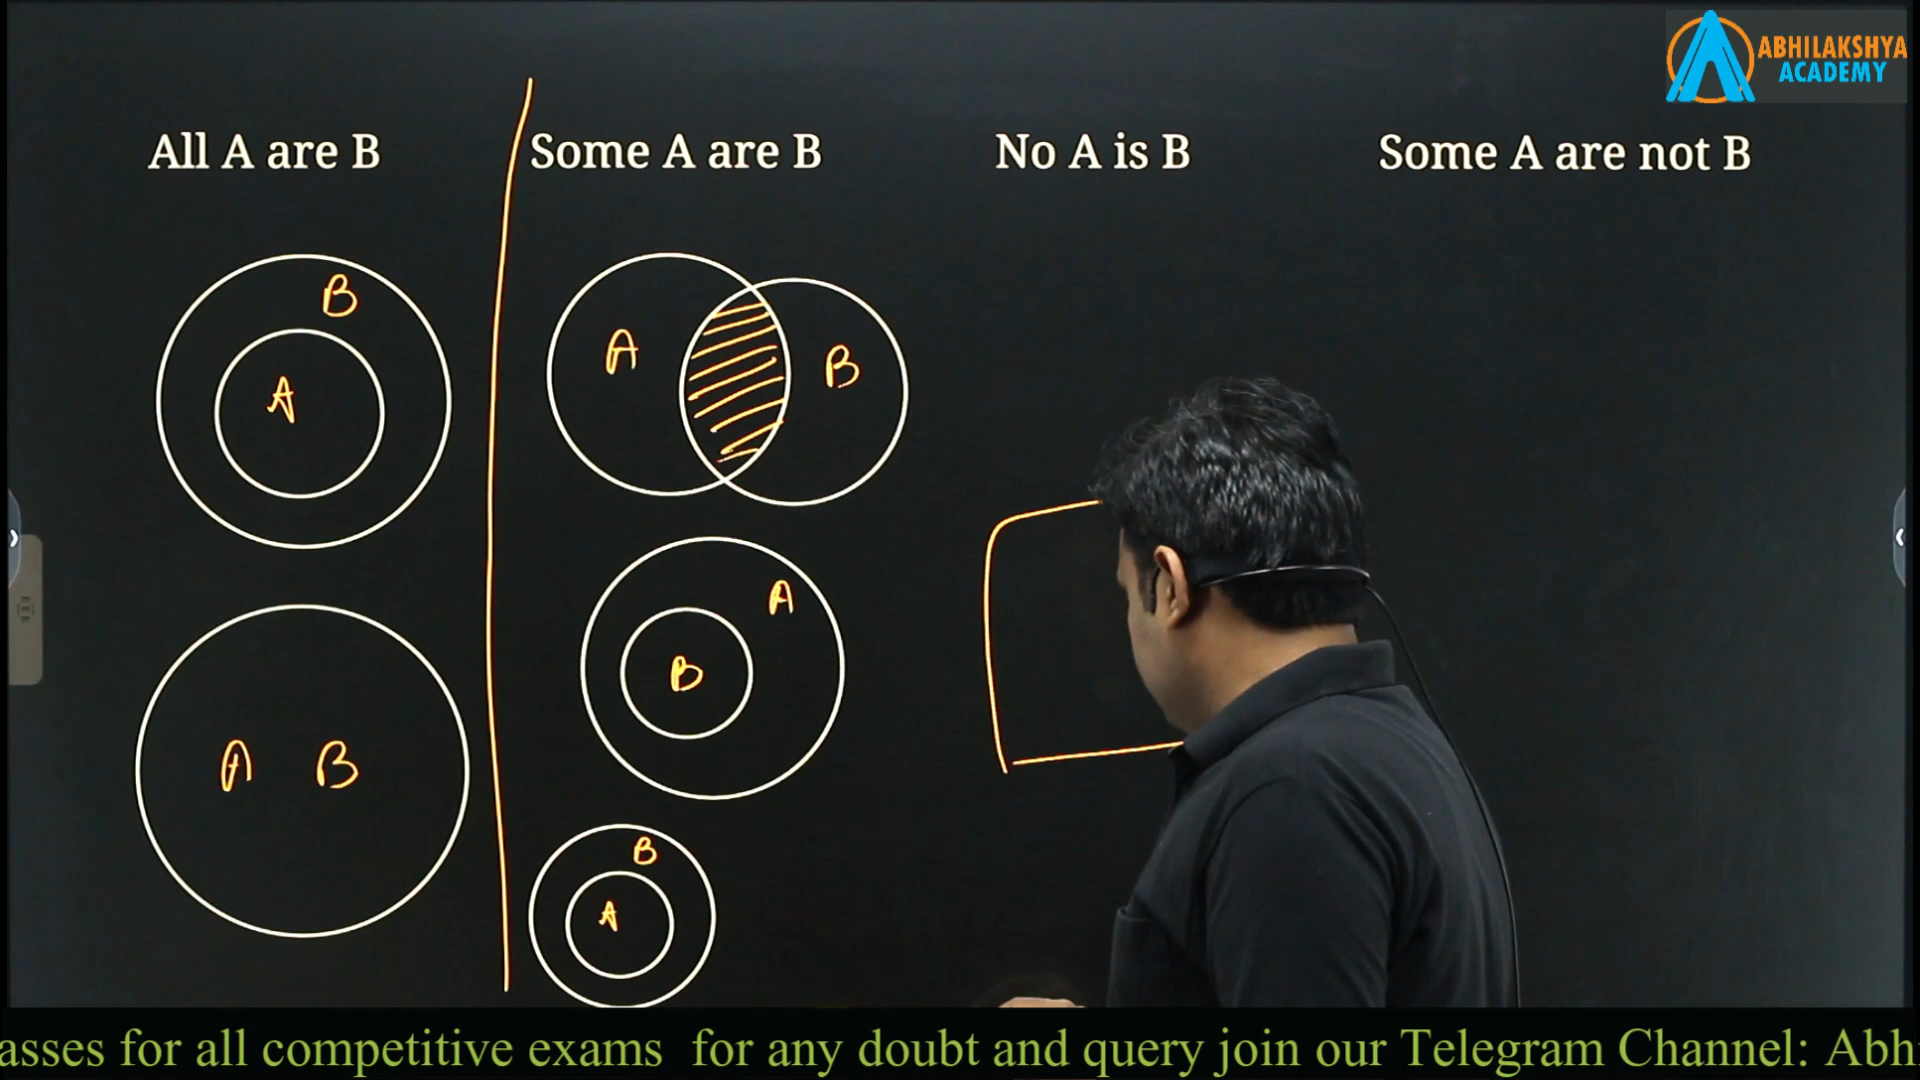 ABHILAKSHYA
ACADEMY
All A are B
Some A are B
No A is B
Some A are not B
B
A
A
B
A
B
A B
B
A
asses for all competitive exams for any doubt and query join our Telegram Channel: Abh